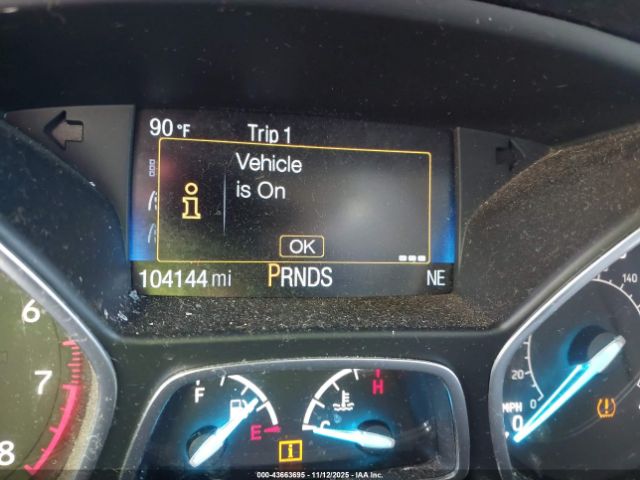 90 °F Trip 1
Vehicle
is On
OK
104144 mi PRNDS NE
6
7
8
F
E
H
C
140
20
0
MPH
0
© -- 43663695 -- 11/12/2025 -- IAA Inc.